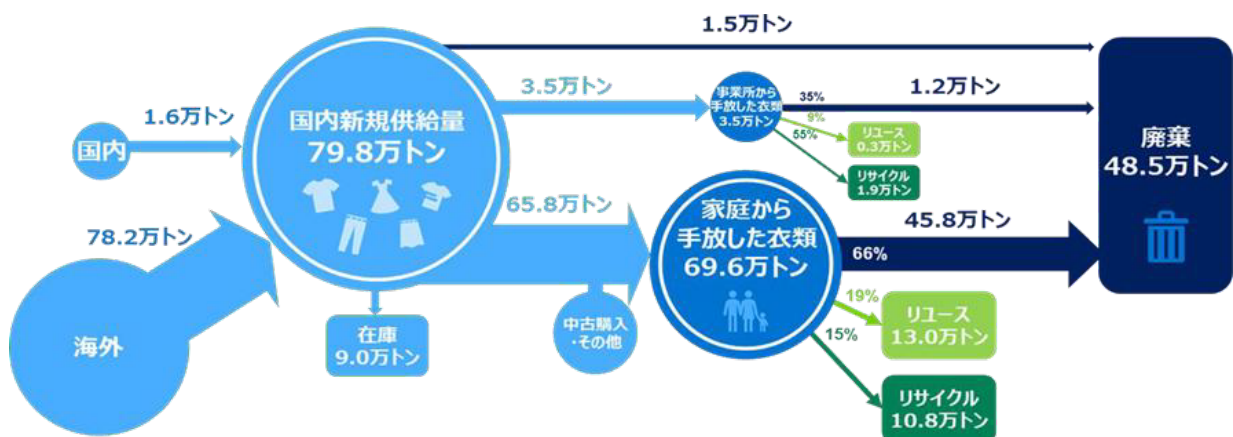 1.5万トン
3.5万トン
事業所から
手放した衣類
3.5万トン
35%
1.2万トン
9%
リユース
0.3万トン
55%
リサイクル
1.9万トン
1.6万トン
国内
国内新規供給量
79.8万トン
廃棄
48.5万トン
78.2万トン
海外
65.8万トン
家庭から
手放した衣類
69.6万トン
45.8万トン
66%
在庫
9.0万トン
中古購入
・その他
19%
リユース
13.0万トン
15%
リサイクル
10.8万トン